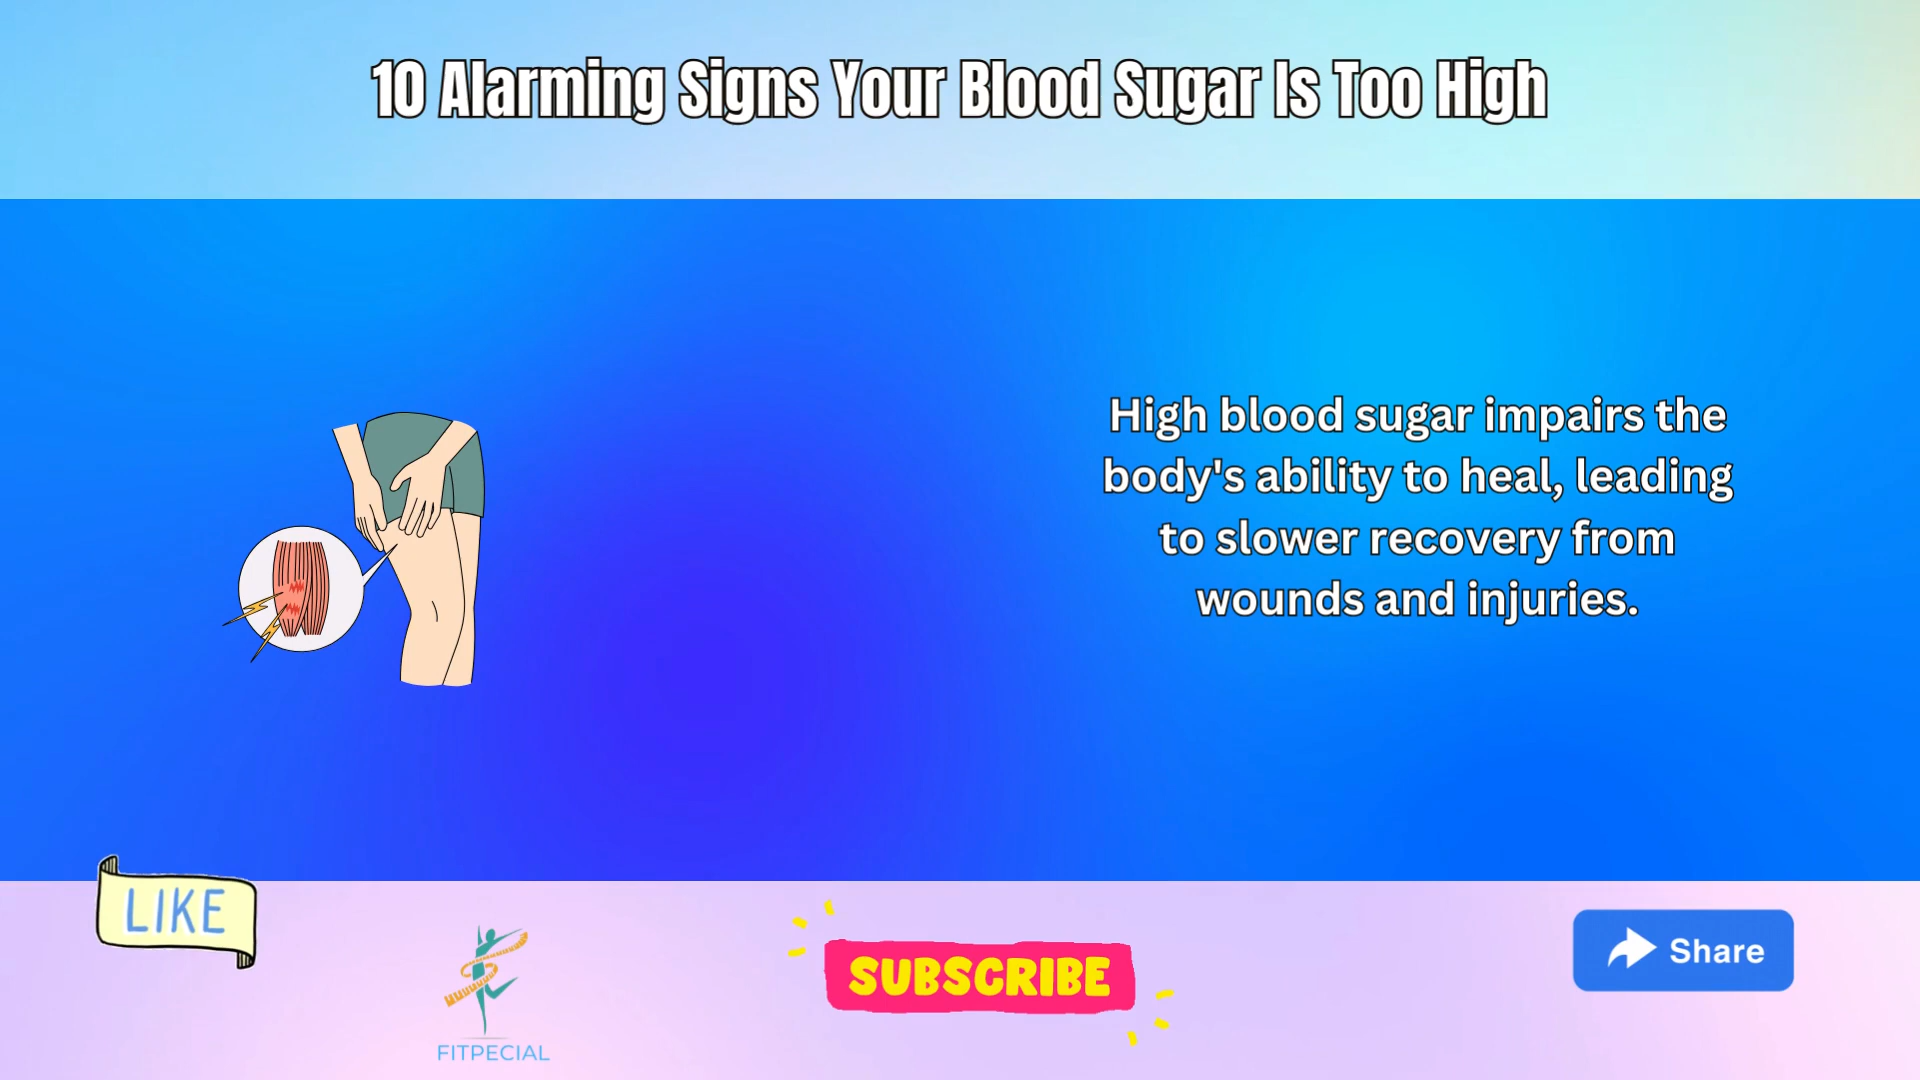 10 Alarming Signs Your Blood Sugar Is Too High
High blood sugar impairs the
body's ability to heal, leading
to slower recovery from
wounds and injuries.
LIKE
FITPECIAL
SUBSCRIBE
Share